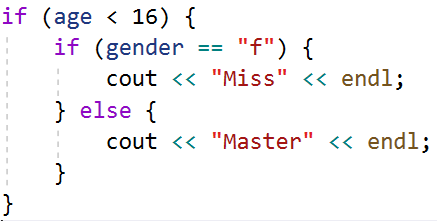 if (age < 16) {
    if (gender == "f") {
        cout << "Miss" << endl;
    } else {
        cout << "Master" << endl;
    }
}